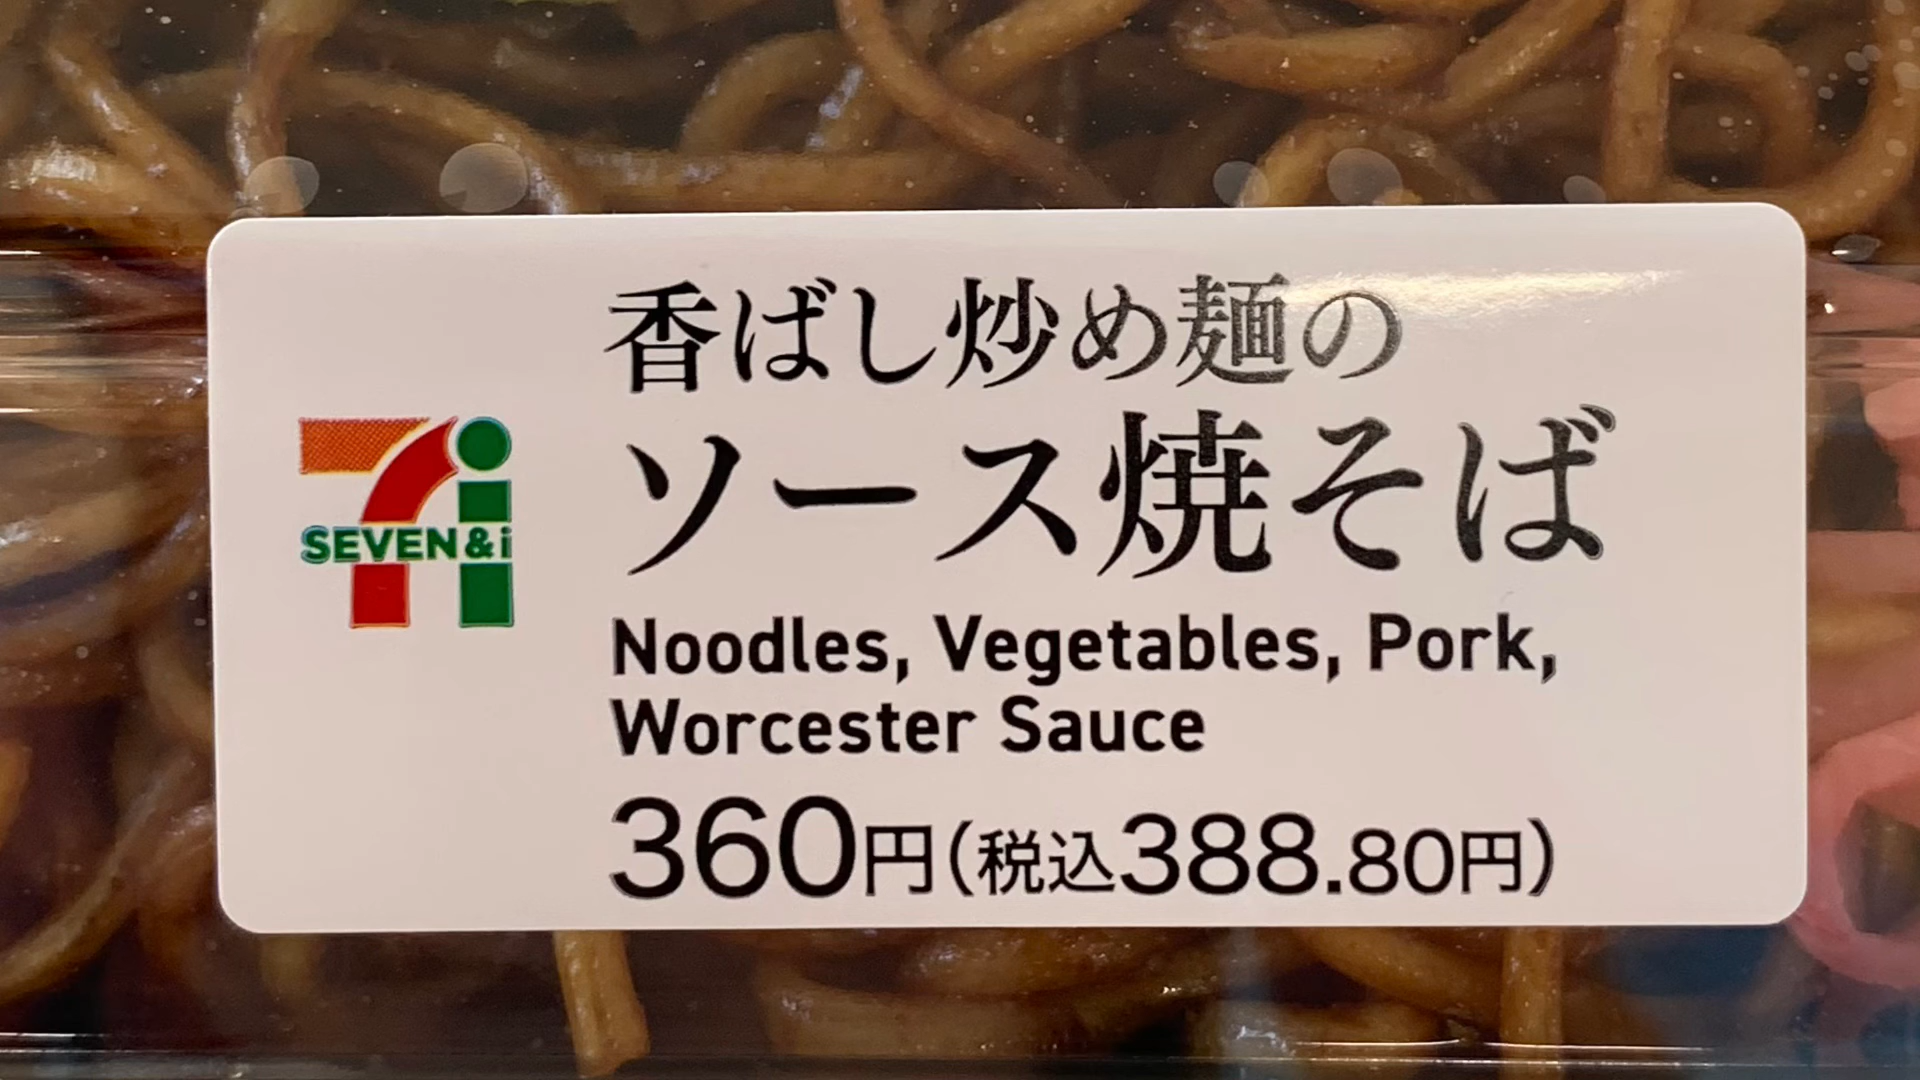 香ばし炒め麺の
ソース焼そば
SEVEN&i
Noodles, Vegetables, Pork,
Worcester Sauce
360円(税込388.80円)